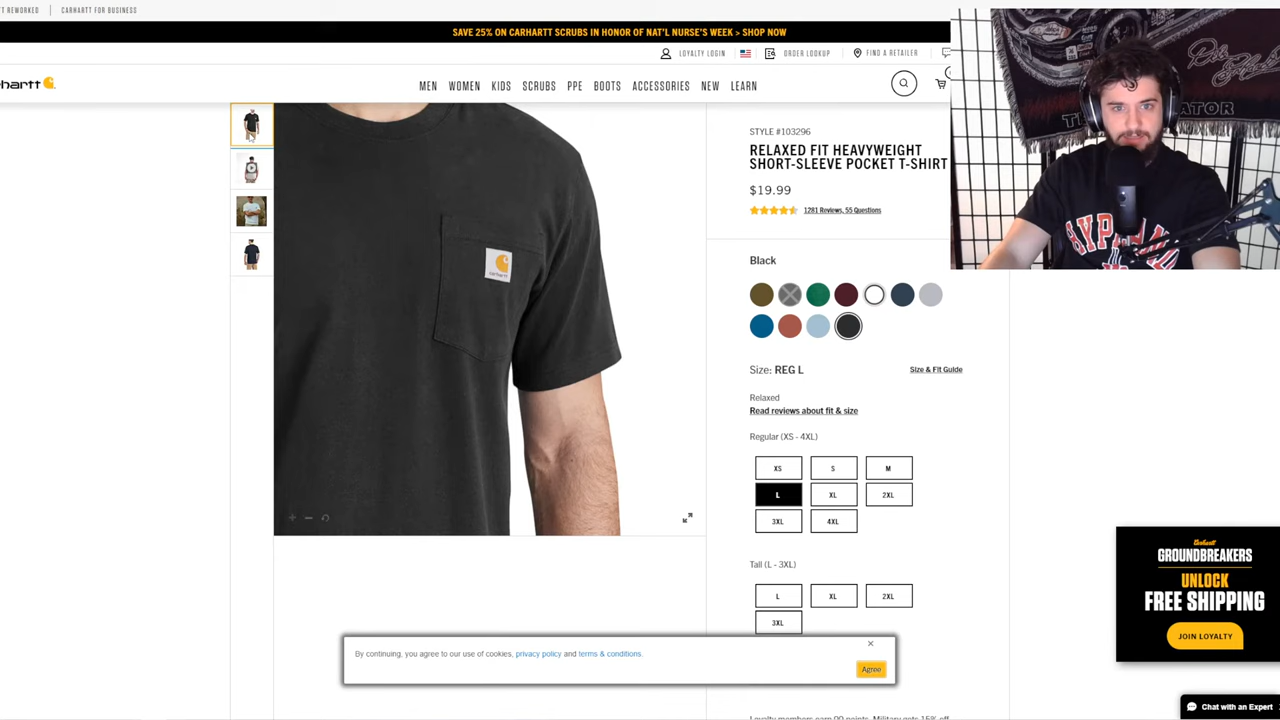 T REWORKED
CARHARTT FOR BUSINESS
SAVE 25% ON CARHARTT SCRUBS IN HONOR OF NAT'L NURSE'S WEEK > SHOP NOW
LOYALTY LOGIN
ORDER LOOKUP
FIND A RETAILER
hartt
MEN WOMEN KIDS SCRUBS PPE BOOTS ACCESSORIES NEW LEARN
STYLE #103296
RELAXED FIT HEAVYWEIGHT
SHORT-SLEEVE POCKET T-SHIRT
$19.99
1281 Reviews, 55 Questions
carhartt
Black
Size: REG L
Size & Fit Guide
Relaxed
Read reviews about fit & size
Regular (XS - 4XL)
XS S M
L XL 2XL
3XL 4XL
Tall (L - 3XL)
L XL 2XL
3XL
By continuing, you agree to our use of cookies, privacy policy and terms & conditions.
Agree
Carhartt
GROUNDBREAKERS
UNLOCK
FREE SHIPPING
JOIN LOYALTY
Chat with an Expert